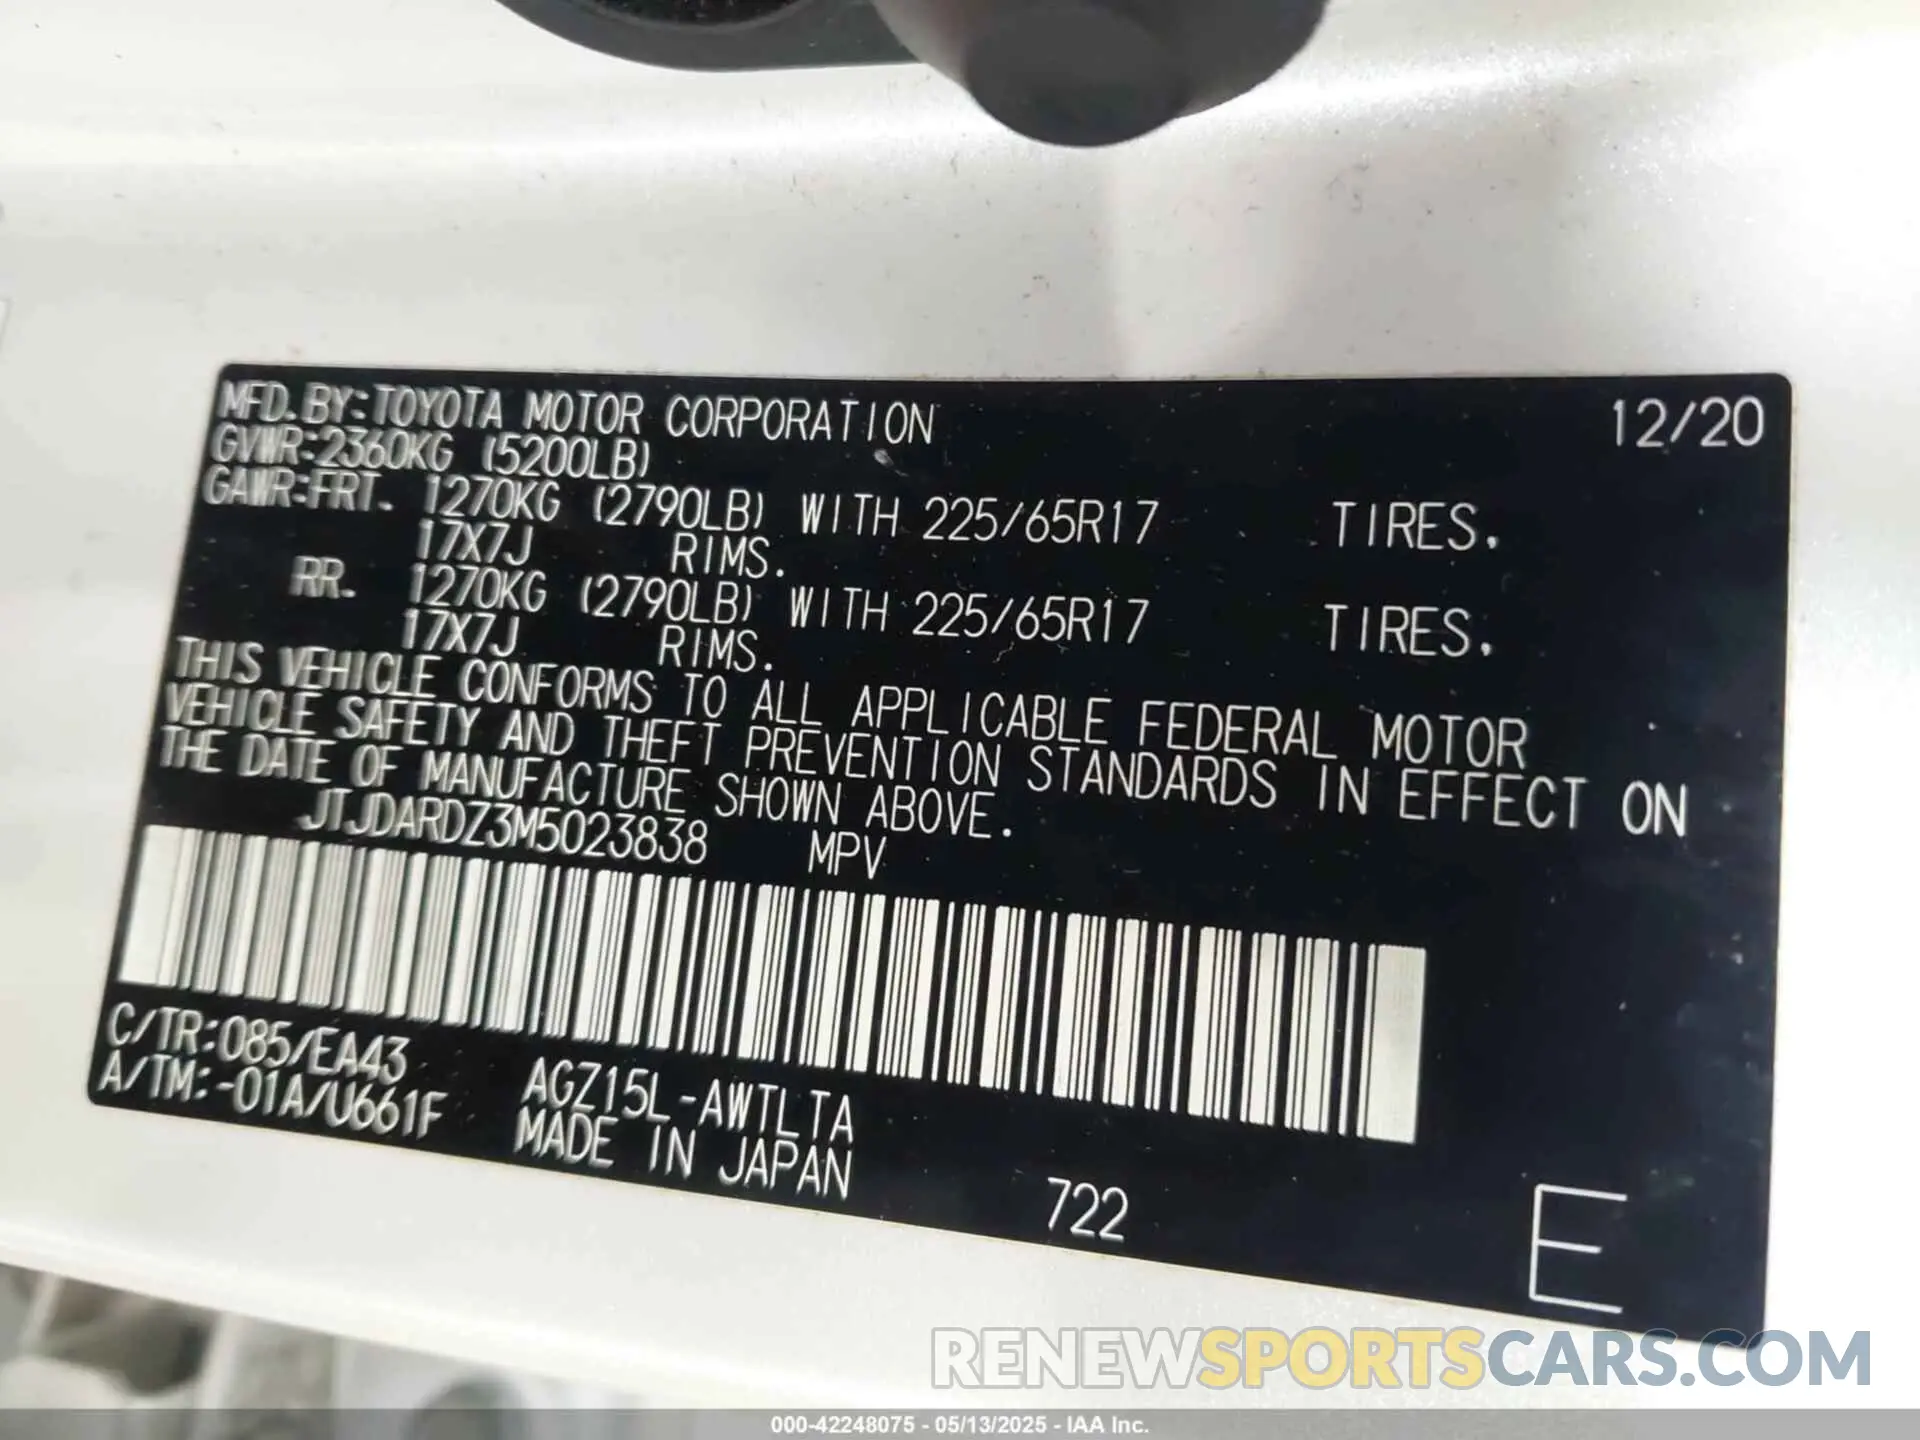 MFD.BY:TOYOTA MOTOR CORPORATION 12/20
GVWR:2360KG (5200LB)
GAWR:FRT. 1270KG (2790LB) WITH 225/65R17 TIRES.
17X7J RIMS.
RR. 1270KG (2790LB) WITH 225/65R17 TIRES.
17X7J RIMS.
THIS VEHICLE CONFORMS TO ALL APPLICABLE FEDERAL MOTOR
VEHICLE SAFETY AND THEFT PREVENTION STANDARDS IN EFFECT ON
THE DATE OF MANUFACTURE SHOWN ABOVE.
JTJDARDZ3M5023838 MPV
C/TR:085/EA43 AGZ15L-AWTLTA
A/TM:-01A/U661F MADE IN JAPAN
722
E
RENEWSPORTSCARS.COM
000-42248075 - 05/13/2025 - IAA Inc.